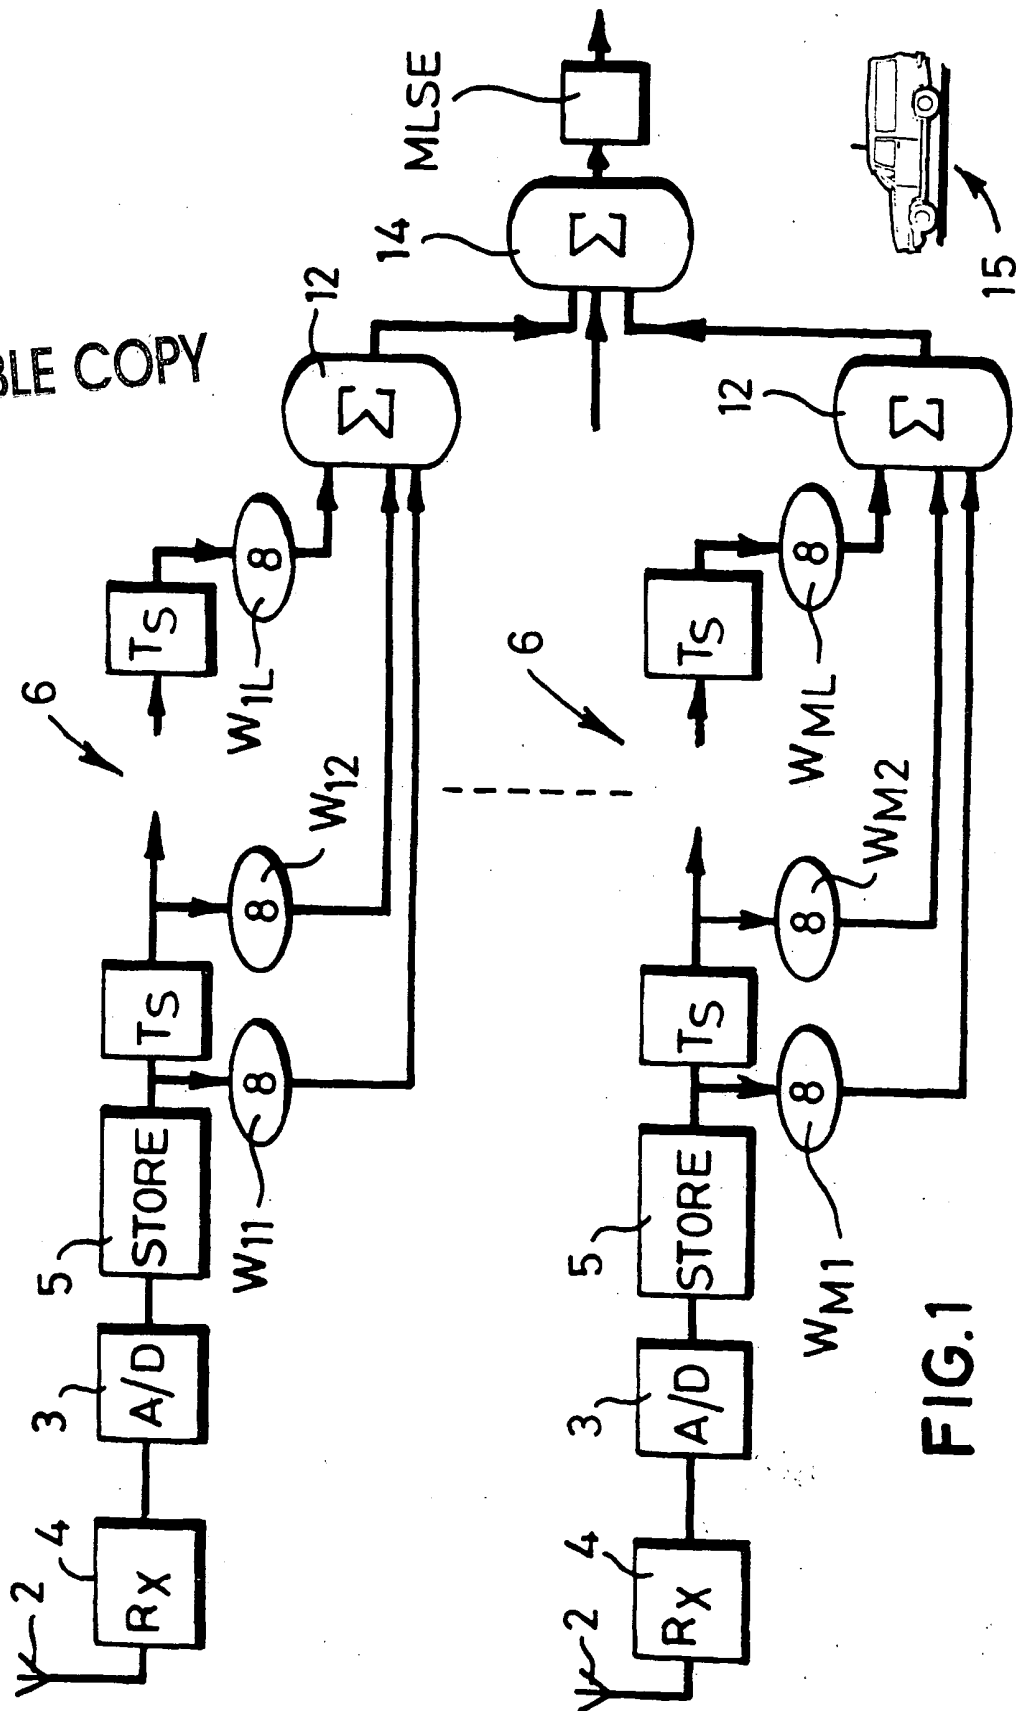 BLE COPY
2
4
RX
3
A/D
5
STORE
TS
6
TS
8
W11
8
W12
8
W1L
12
Σ
14
Σ
MLSE
2
4
RX
3
A/D
5
STORE
TS
6
TS
8
WM1
8
WM2
8
WML
12
Σ
15
FIG.1